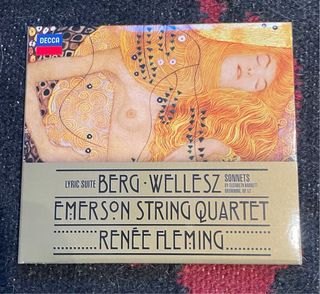 DECCA
LYRIC SUITE BERG · WELLESZ SONNETS
BY ELIZABETH BARRETT
BROWNING, OP. 52
EMERSON STRING QUARTET
RENÉE FLEMING